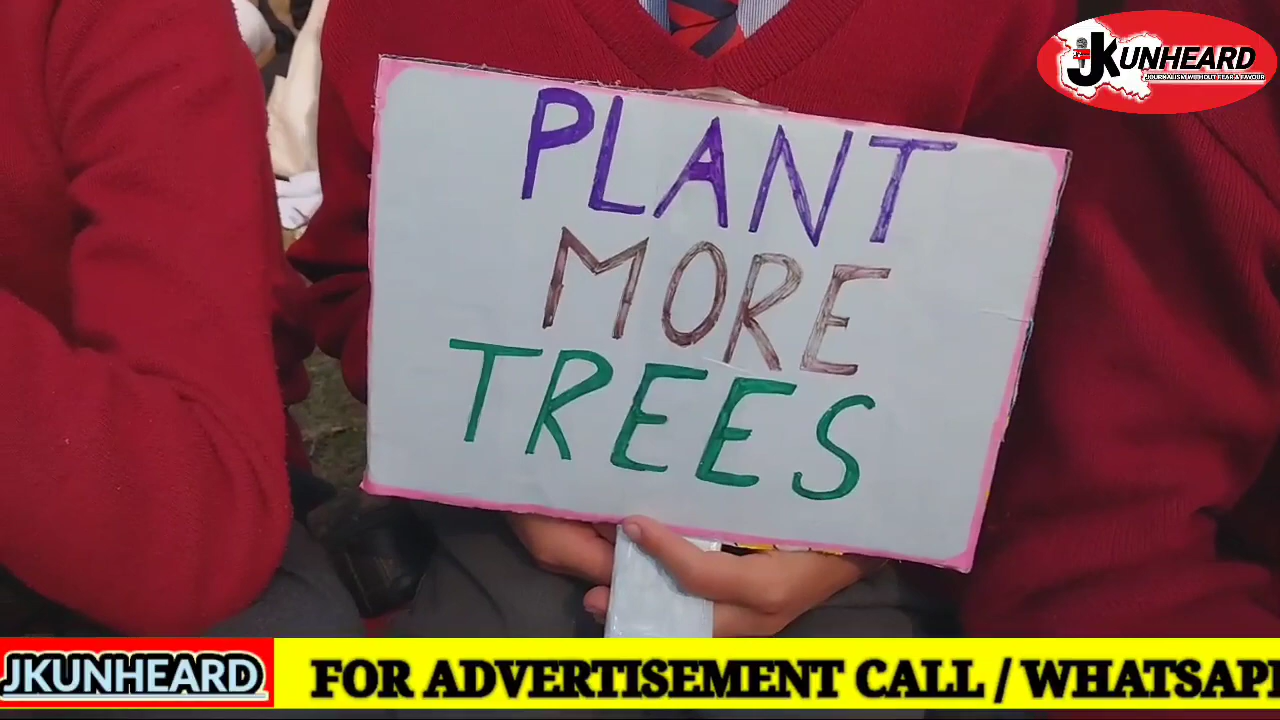 JKUNHEARD
JOURNALISM WITHOUT FEAR & FAVOUR
PLANT
MORE
TREES
JKUNHEARD
FOR ADVERTISEMENT CALL / WHATSAPP